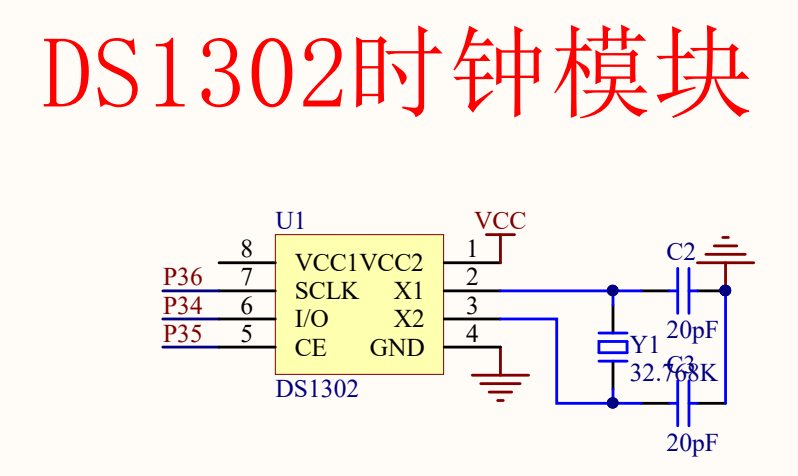 DS1302时钟模块
U1
VCC
8 VCC1 VCC2 1
P36 7 SCLK X1 2
P34 6 I/O X2 3
P35 5 CE GND 4
DS1302
C2
20pF
Y1
32.768K
C3
20pF